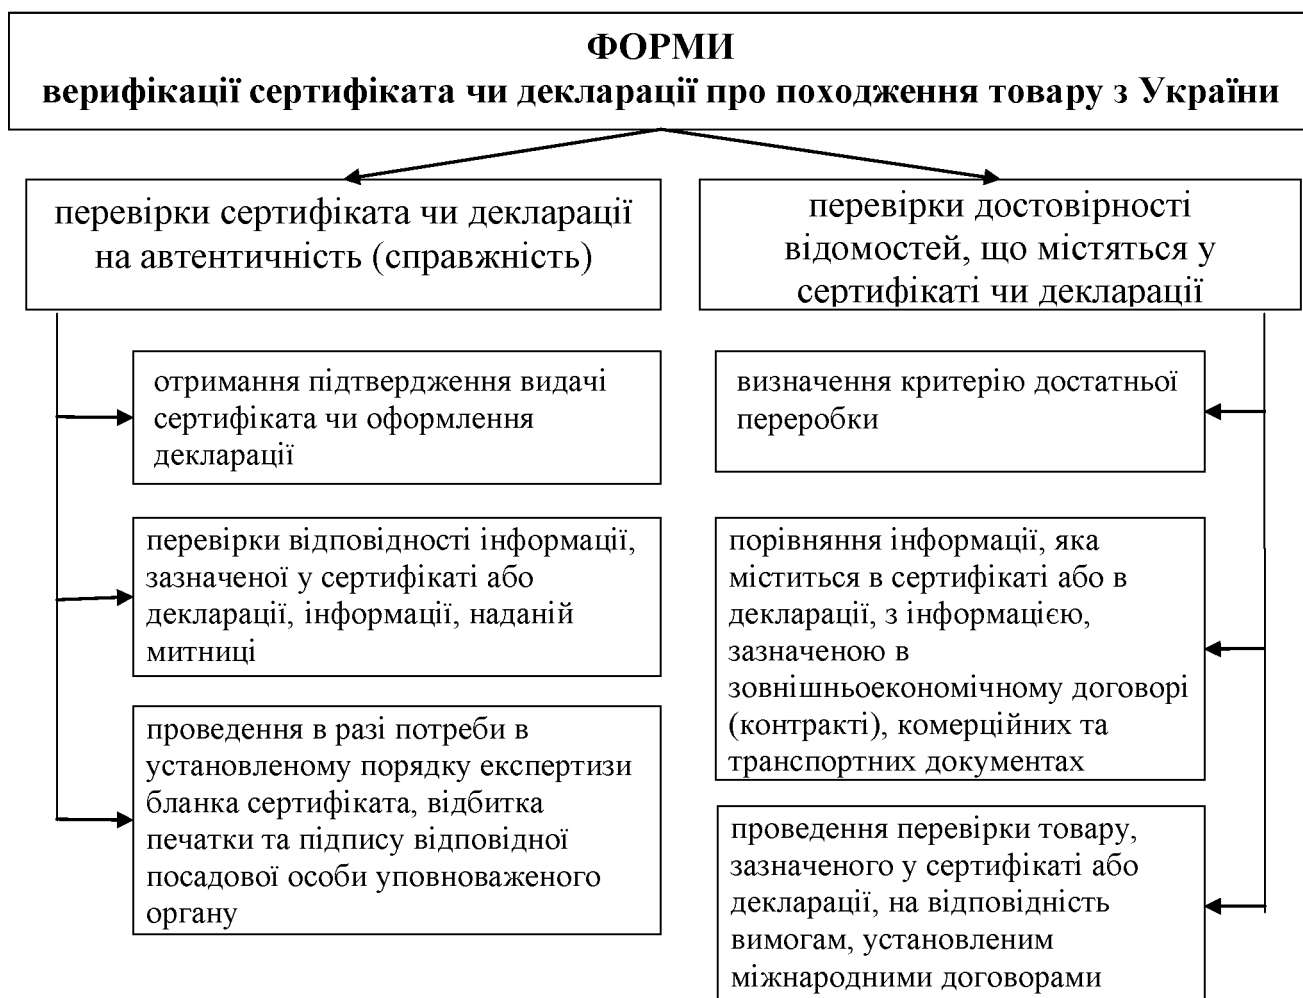 ФОРМИ
верифікації сертифіката чи декларації про походження товару з України
перевірки сертифіката чи декларації
на автентичність (справжність)
отримання підтвердження видачі
сертифіката чи оформлення
декларації
перевірки відповідності інформації,
зазначеної у сертифікаті або
декларації, інформації, наданій
митниці
проведення в разі потреби в
установленому порядку експертизи
бланка сертифіката, відбитка
печатки та підпису відповідної
посадової особи уповноваженого
органу
перевірки достовірності
відомостей, що містяться у
сертифікаті чи декларації
визначення критерію достатньої
переробки
порівняння інформації, яка
міститься в сертифікаті або в
декларації, з інформацією,
зазначеною в
зовнішньоекономічному договорі
(контракті), комерційних та
транспортних документах
проведення перевірки товару,
зазначеного у сертифікаті або
декларації, на відповідність
вимогам, установленим
міжнародними договорами